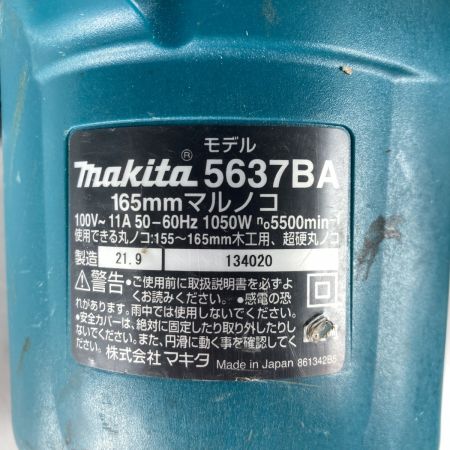 モデル
makita® 5637BA
165mmマルノコ
100V~11A 50-60Hz 1050W n₀5500min⁻¹
使用できる丸ノコ:155~165mm木工用、超硬丸ノコ
製造 21.9 134020
⚠警告 ●ご使用前に取扱説明書を必ずよ
くお読みください。 ●感電の恐
れがあります。雨中では使用しないでください。
●安全カバーは、絶対に固定したり取り外したりし
ないでください。また、円滑に動く事を確認し
てください。
株式会社マキタ Made in Japan 861342B5